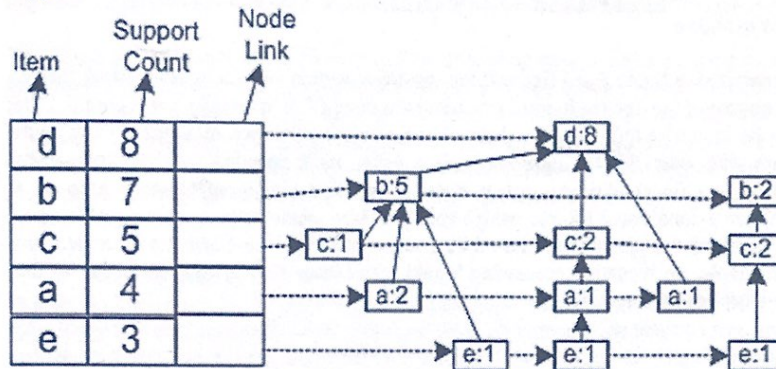 Item Support Count Node Link
d 8
b 7
c 5
a 4
e 3
d:8
b:5 b:2
c:1 c:2 c:2
a:2 a:1 a:1
e:1 e:1 e:1